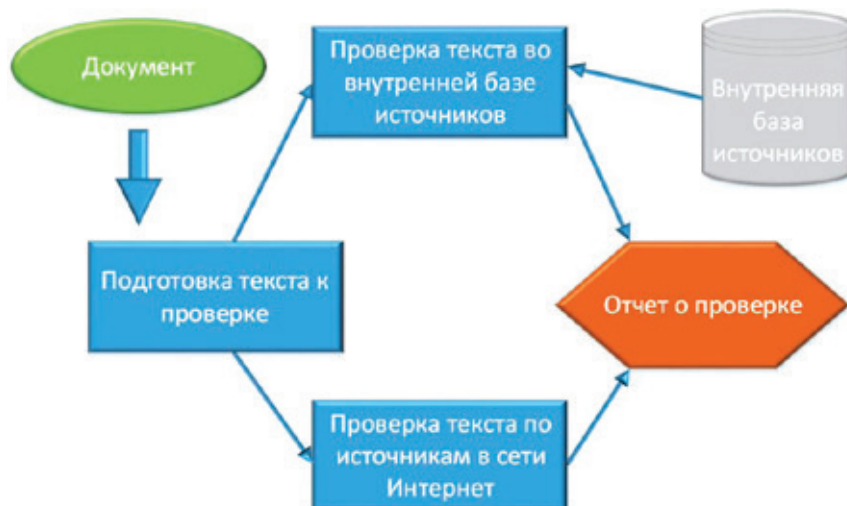 Документ
Проверка текста во
внутренней базе
источников
Внутренняя
база
источников
Подготовка текста к
проверке
Отчет о проверке
Проверка текста по
источникам в сети
Интернет